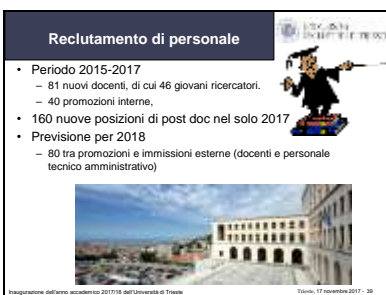 Reclutamento di personale
• Periodo 2015-2017
– 81 nuovi docenti, di cui 46 giovani ricercatori.
– 40 promozioni interne,
• 160 nuove posizioni di post doc nel solo 2017
• Previsione per 2018
– 80 tra promozioni e immissioni esterne (docenti e personale
tecnico amministrativo)
Inaugurazione dell'anno accademico 2017/18 dell'Università di Trieste
Trieste, 17 novembre 2017 - 39